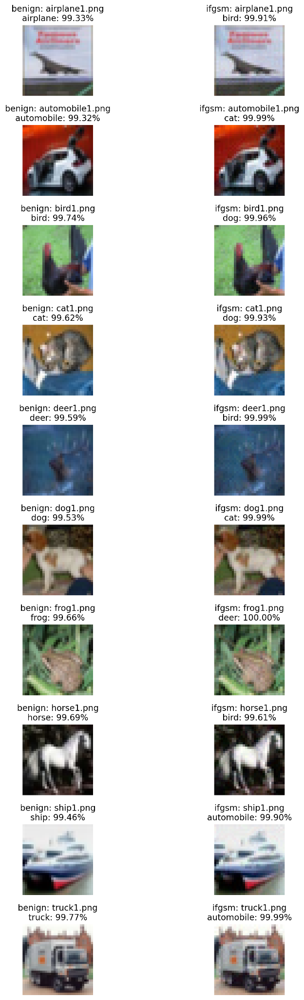 benign: airplane1.png
airplane: 99.33%
ifgsm: airplane1.png
bird: 99.91%
benign: automobile1.png
automobile: 99.32%
ifgsm: automobile1.png
cat: 99.99%
benign: bird1.png
bird: 99.74%
ifgsm: bird1.png
dog: 99.96%
benign: cat1.png
cat: 99.62%
ifgsm: cat1.png
dog: 99.93%
benign: deer1.png
deer: 99.59%
ifgsm: deer1.png
bird: 99.99%
benign: dog1.png
dog: 99.53%
ifgsm: dog1.png
cat: 99.99%
benign: frog1.png
frog: 99.66%
ifgsm: frog1.png
deer: 100.00%
benign: horse1.png
horse: 99.69%
ifgsm: horse1.png
bird: 99.61%
benign: ship1.png
ship: 99.46%
ifgsm: ship1.png
automobile: 99.90%
benign: truck1.png
truck: 99.77%
ifgsm: truck1.png
automobile: 99.99%